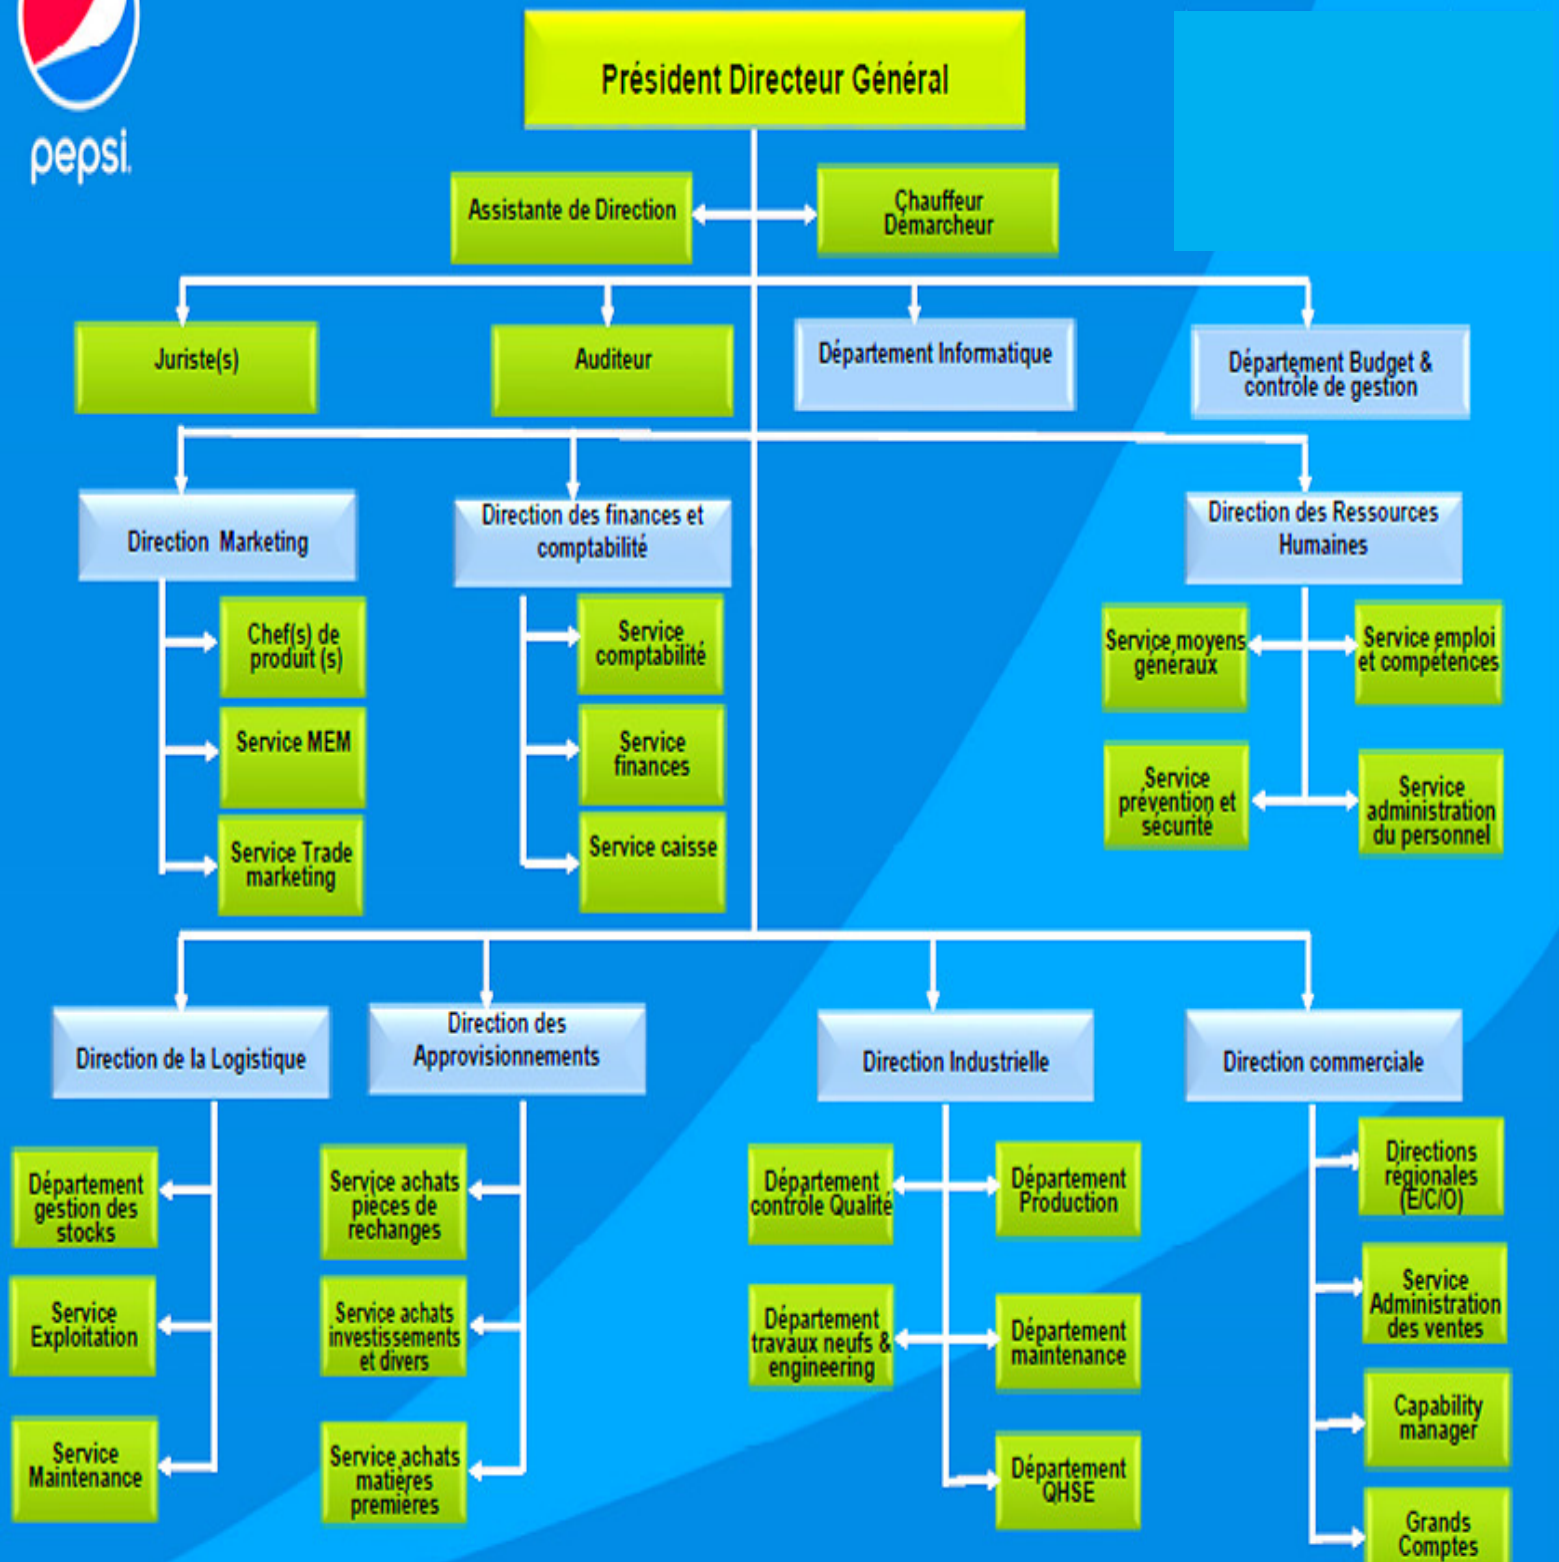 pepsi.
Président Directeur Général
Assistante de Direction
Chauffeur
Démarcheur
Juriste(s)
Auditeur
Département Informatique
Département Budget &
contrôle de gestion
Direction Marketing
Direction des finances et
comptabilité
Direction des Ressources
Humaines
Chef(s) de
produit (s)
Service MEM
Service Trade
marketing
Service
comptabilité
Service
finances
Service caisse
Service moyens
généraux
Service emploi
et compétences
Service
prévention et
sécurité
Service
administration
du personnel
Direction de la Logistique
Direction des
Approvisionnements
Direction Industrielle
Direction commerciale
Département
gestion des
stocks
Service
Exploitation
Service
Maintenance
Service achats
pièces de
rechanges
Service achats
investissements
et divers
Service achats
matières
premières
Département
contrôle Qualité
Département
Production
Département
travaux neufs &
engineering
Département
maintenance
Département
QHSE
Directions
régionales
(E/C/O)
Service
Administration
des ventes
Capability
manager
Grands
Comptes